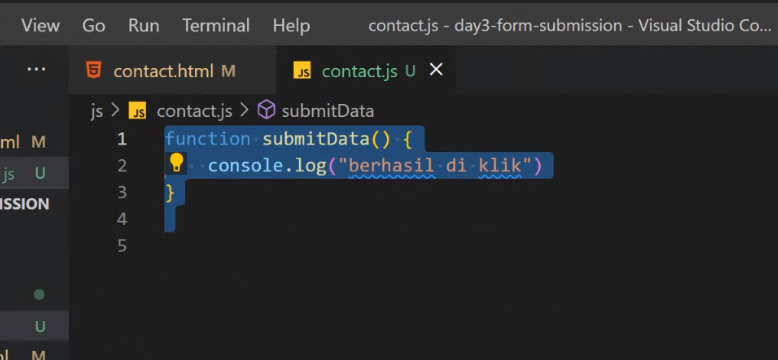 View Go Run Terminal Help contact.js - day3-form-submission - Visual Studio Co...
... contact.html M JS contact.js U
js > JS contact.js > submitData
1 function submitData() {
ml M
2 console.log("berhasil di klik")
js U
3 }
ISSION
4
5
U
M